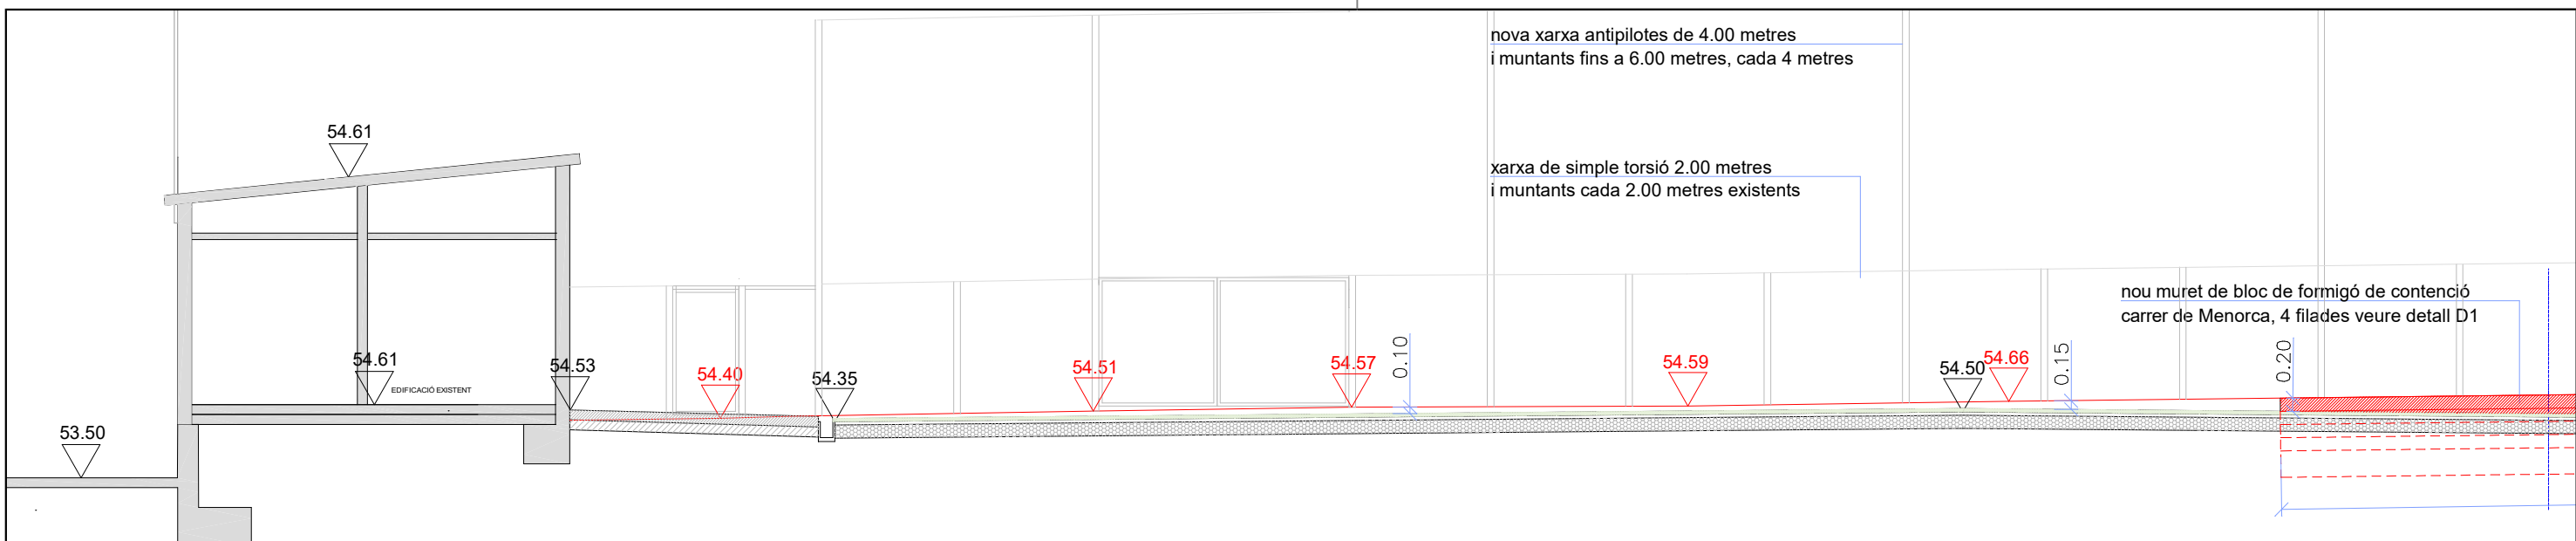 nova xarxa antipilotes de 4.00 metres
i muntants fins a 6.00 metres, cada 4 metres
54.61
xarxa de simple torsió 2.00 metres
i muntants cada 2.00 metres existents
nou muret de bloc de formigó de contenció
carrer de Menorca, 4 filades veure detall D1
54.61
EDIFICACIÓ EXISTENT
54.53
54.40
54.35
54.51
54.57
0.10
54.59
54.50
54.66
0.15
0.20
53.50